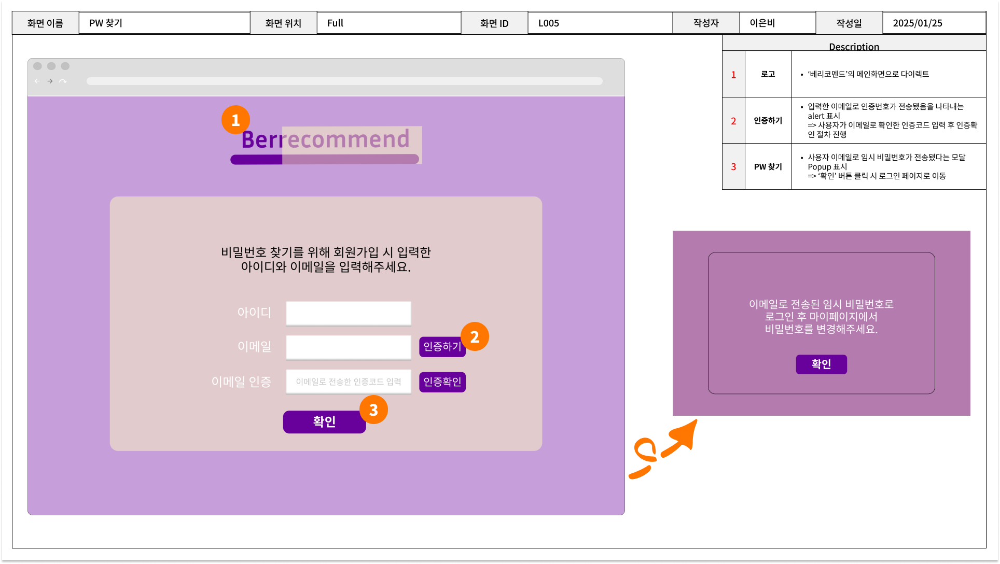 화면 이름 PW 찾기 화면 위치 Full 화면 ID L005 작성자 이은비 작성일 2025/01/25
Description
1 로고 • ‘베리코멘드’의 메인화면으로 다이렉트
2 인증하기 • 입력한 이메일로 인증번호가 전송됐음을 나타내는
alert 표시
=> 사용자가 이메일로 확인한 인증코드 입력 후 인증확
인 절차 진행
3 PW 찾기 • 사용자 이메일로 임시 비밀번호가 전송됐다는 모달
Popup 표시
=> ‘확인’ 버튼 클릭 시 로그인 페이지로 이동
1
Berrecommend
비밀번호 찾기를 위해 회원가입 시 입력한
아이디와 이메일을 입력해주세요.
아이디
2
이메일 인증하기
이메일 인증 이메일로 전송한 인증코드 입력 인증확인
3
확인
이메일로 전송된 임시 비밀번호로
로그인 후 마이페이지에서
비밀번호를 변경해주세요.
확인